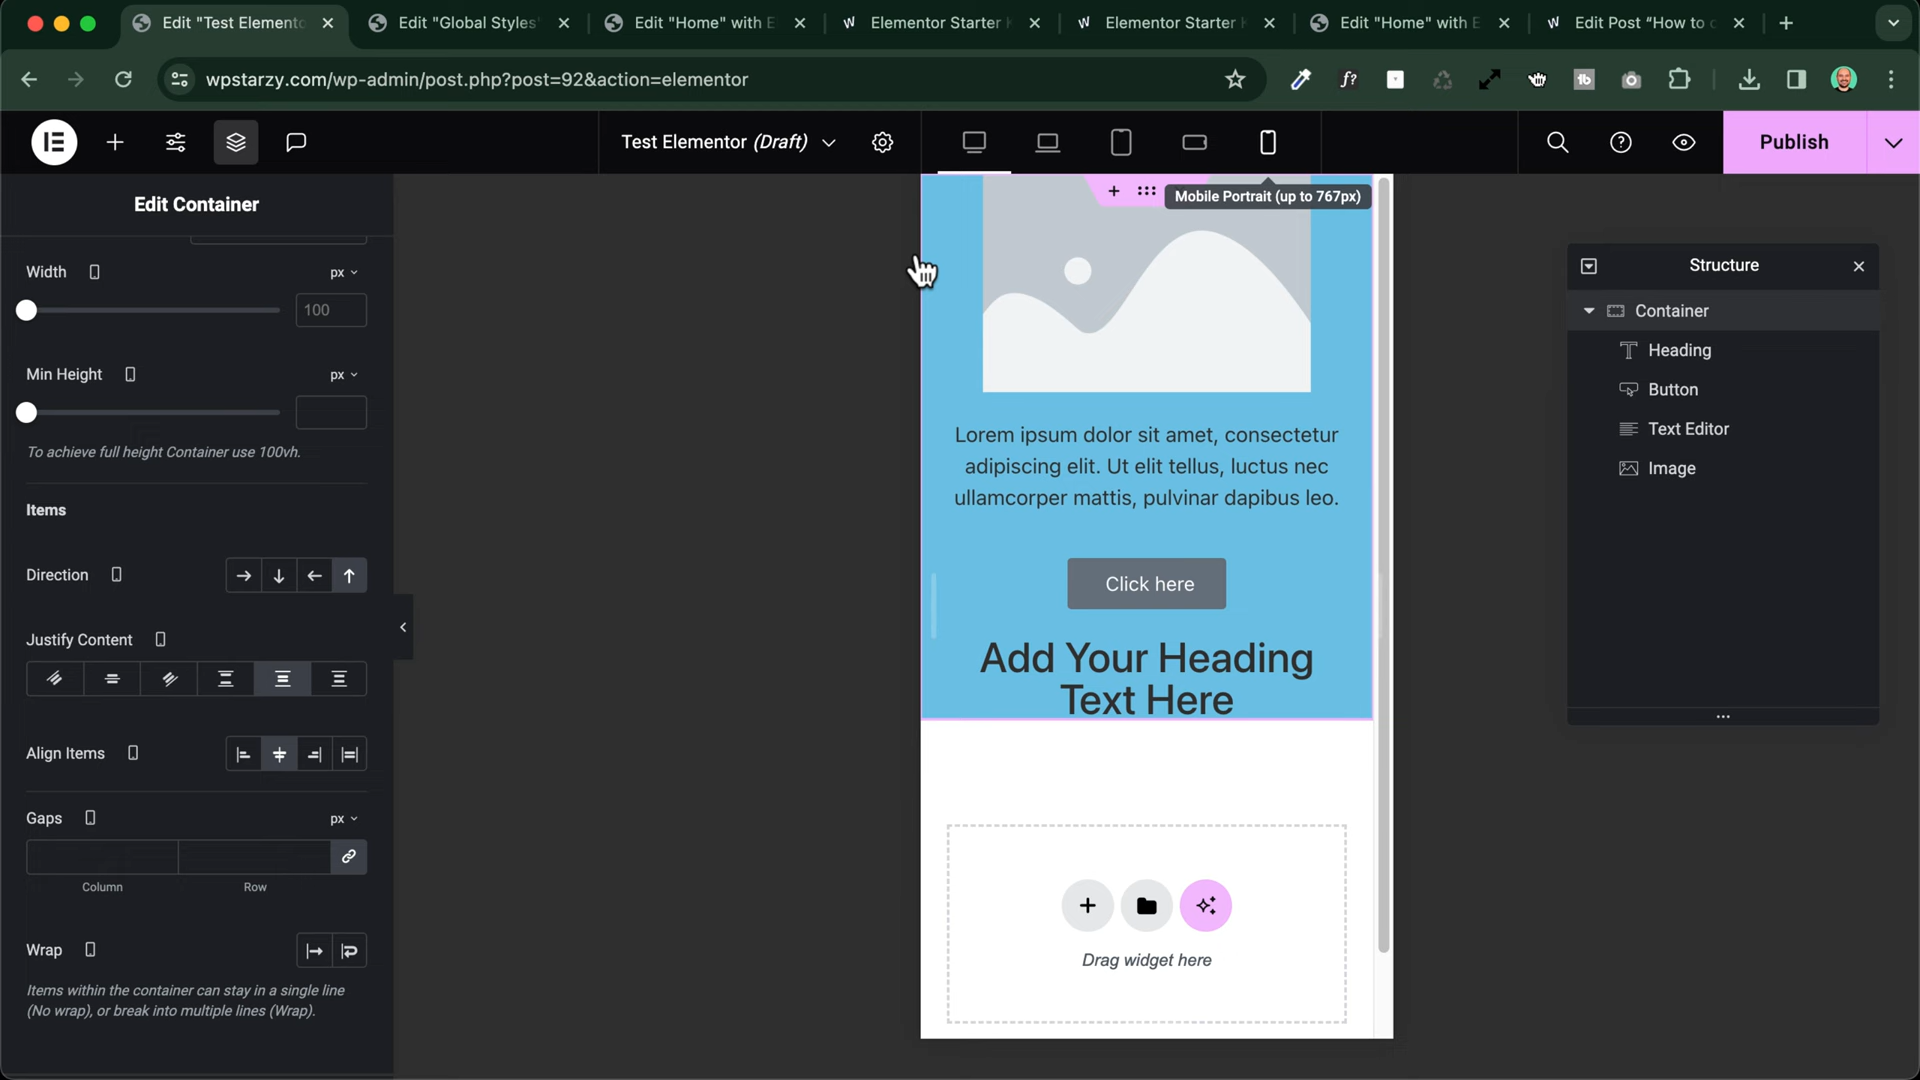 Edit "Test Elemento
Edit "Global Styles"
Edit "Home" with E
Elementor Starter K
Elementor Starter K
Edit "Home" with E
Edit Post “How to c
wpstarzy.com/wp-admin/post.php?post=92&action=elementor
Test Elementor (Draft)
Publish
Edit Container
Mobile Portrait (up to 767px)
Width
px
100
Min Height
px
To achieve full height Container use 100vh.
Items
Direction
Justify Content
Align Items
Gaps
px
Column
Row
Wrap
Items within the container can stay in a single line
(No wrap), or break into multiple lines (Wrap).
Lorem ipsum dolor sit amet, consectetur
adipiscing elit. Ut elit tellus, luctus nec
ullamcorper mattis, pulvinar dapibus leo.
Click here
Add Your Heading
Text Here
Drag widget here
Structure
Container
Heading
Button
Text Editor
Image